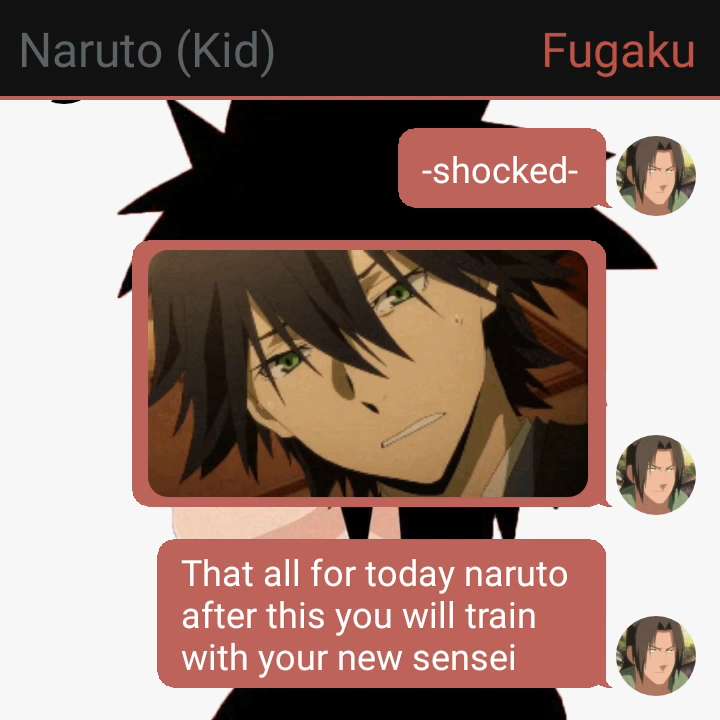 Naruto (Kid)
Fugaku
-shocked-
That all for today naruto
after this you will train
with your new sensei